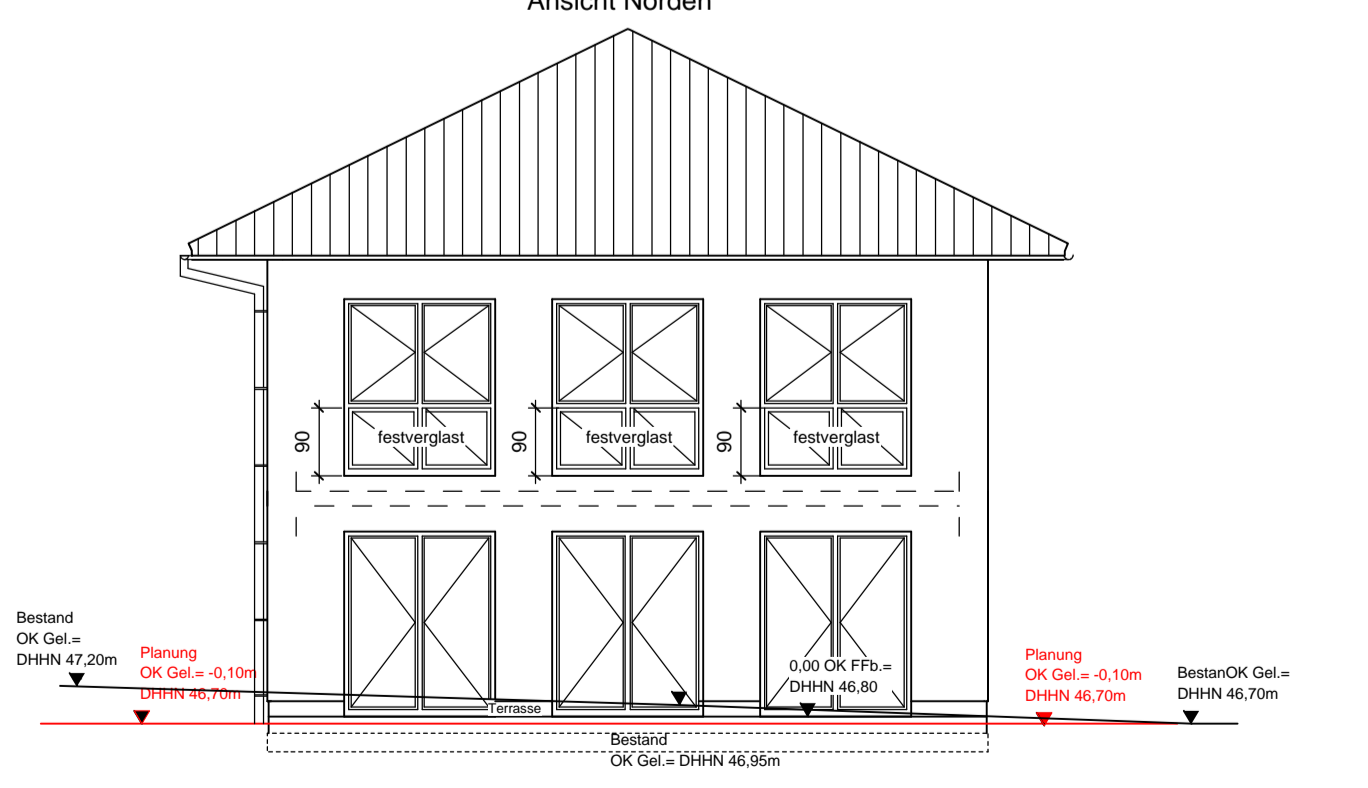 Ansicht Norden
90
festverglast
90
festverglast
90
festverglast
Bestand
OK Gel.=
DHHN 47,20m
Planung
OK Gel.= -0,10m
DHHN 46,70m
0,00 OK FFb.=
DHHN 46,80
Terrasse
Planung
OK Gel.= -0,10m
DHHN 46,70m
BestanOK Gel.=
DHHN 46,70m
Bestand
OK Gel.= DHHN 46,95m